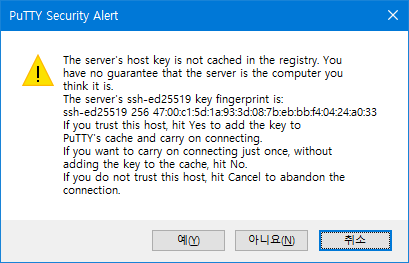 PuTTY Security Alert
The server's host key is not cached in the registry. You
have no guarantee that the server is the computer you
think it is.
The server's ssh-ed25519 key fingerprint is:
ssh-ed25519 256 47:00:c1:5d:1a:93:3d:08:7b:eb:bb:f4:04:24:a0:33
If you trust this host, hit Yes to add the key to
PuTTY's cache and carry on connecting.
If you want to carry on connecting just once, without
adding the key to the cache, hit No.
If you do not trust this host, hit Cancel to abandon the
connection.
예(Y)
아니요(N)
취소